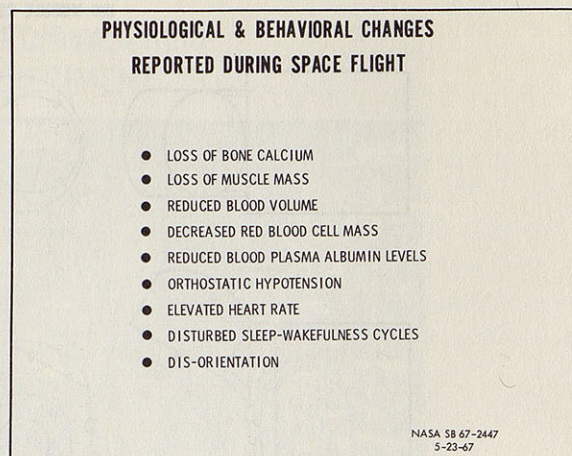 PHYSIOLOGICAL & BEHAVIORAL CHANGES
REPORTED DURING SPACE FLIGHT
● LOSS OF BONE CALCIUM
● LOSS OF MUSCLE MASS
● REDUCED BLOOD VOLUME
● DECREASED RED BLOOD CELL MASS
● REDUCED BLOOD PLASMA ALBUMIN LEVELS
● ORTHOSTATIC HYPOTENSION
● ELEVATED HEART RATE
● DISTURBED SLEEP-WAKEFULNESS CYCLES
● DIS-ORIENTATION
NASA SB 67-2447
5-23-67